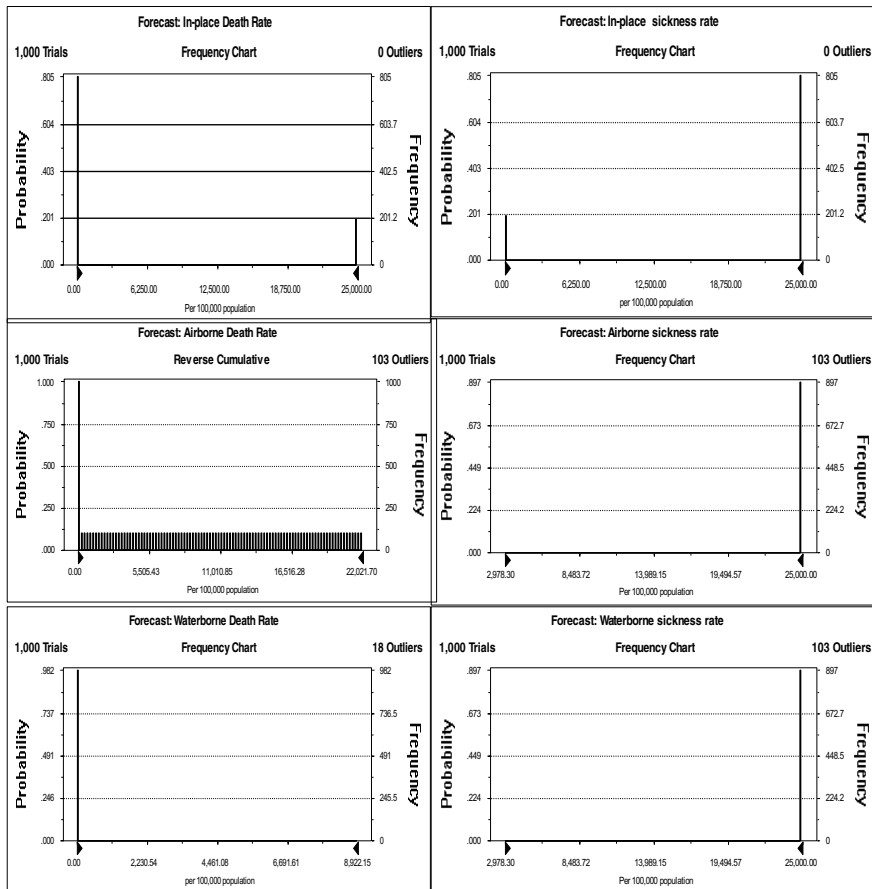 Forecast: In-place Death Rate
1,000 Trials Frequency Chart 0 Outliers
.805 805
.604 603.7
.403 402.5
.201 201.2
.000 0
Probability
Frequency
0.00 6,250.00 12,500.00 18,750.00 25,000.00
Per 100,000 population
Forecast: In-place sickness rate
1,000 Trials Frequency Chart 0 Outliers
.805 805
.604 603.7
.403 402.5
.201 201.2
.000 0
Probability
Frequency
0.00 6,250.00 12,500.00 18,750.00 25,000.00
per 100,000 population
Forecast: Airborne Death Rate
1,000 Trials Reverse Cumulative 103 Outliers
1.000 1000
.750 750
.500 500
.250 250
.000 0
Probability
Frequency
0.00 5,505.43 11,010.85 16,516.28 22,021.70
Per 100,000 population
Forecast: Airborne sickness rate
1,000 Trials Frequency Chart 103 Outliers
.897 897
.673 672.7
.449 448.5
.224 224.2
.000 0
Probability
Frequency
2,978.30 8,483.72 13,989.15 19,494.57 25,000.00
Per 100,000 population
Forecast: Waterborne Death Rate
1,000 Trials Frequency Chart 18 Outliers
.982 982
.737 736.5
.491 491
.246 245.5
.000 0
Probability
Frequency
0.00 2,230.54 4,461.08 6,691.61 8,922.15
per 100,000 population
Forecast: Waterborne sickness rate
1,000 Trials Frequency Chart 103 Outliers
.897 897
.673 672.7
.449 448.5
.224 224.2
.000 0
Probability
Frequency
2,978.30 8,483.72 13,989.15 19,494.57 25,000.00
Per 100,000 population